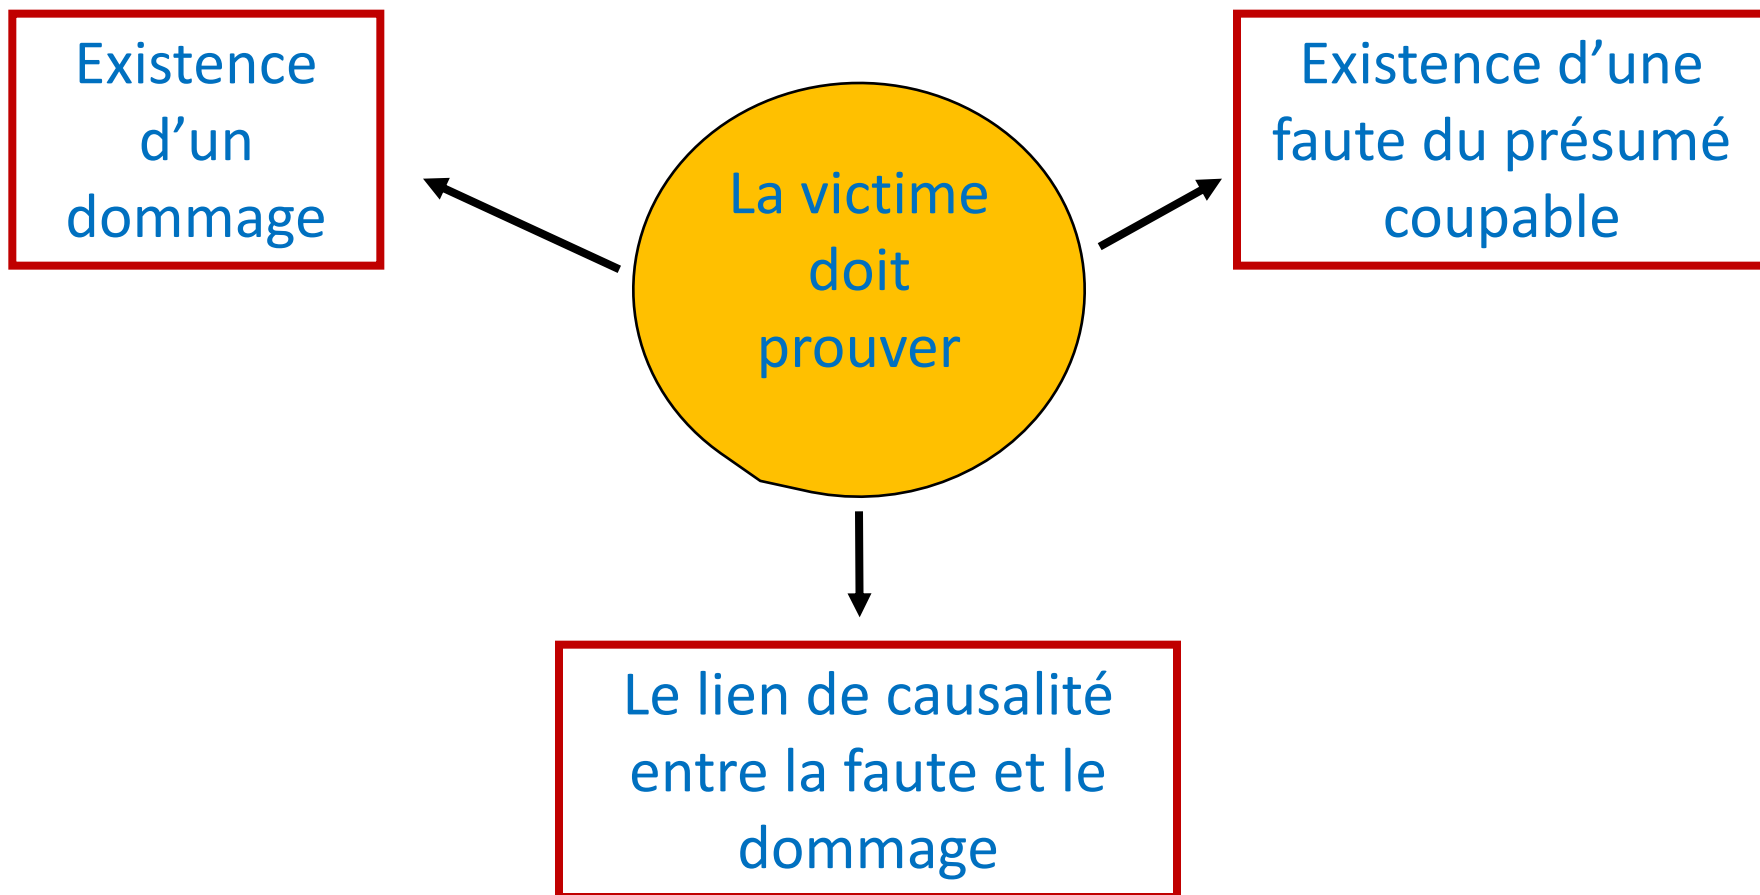 Existence
d’un
dommage
La victime
doit
prouver
Existence d’une
faute du présumé
coupable
Le lien de causalité
entre la faute et le
dommage